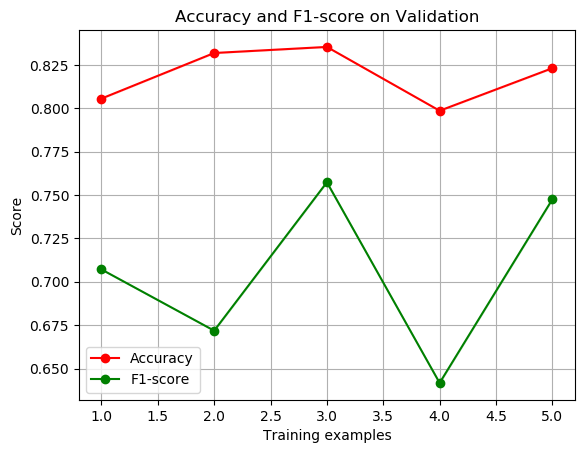 Accuracy and F1-score on Validation
0.825
0.800
0.775
0.750
0.725
0.700
0.675
0.650
Score
Accuracy
F1-score
1.0 1.5 2.0 2.5 3.0 3.5 4.0 4.5 5.0
Training examples